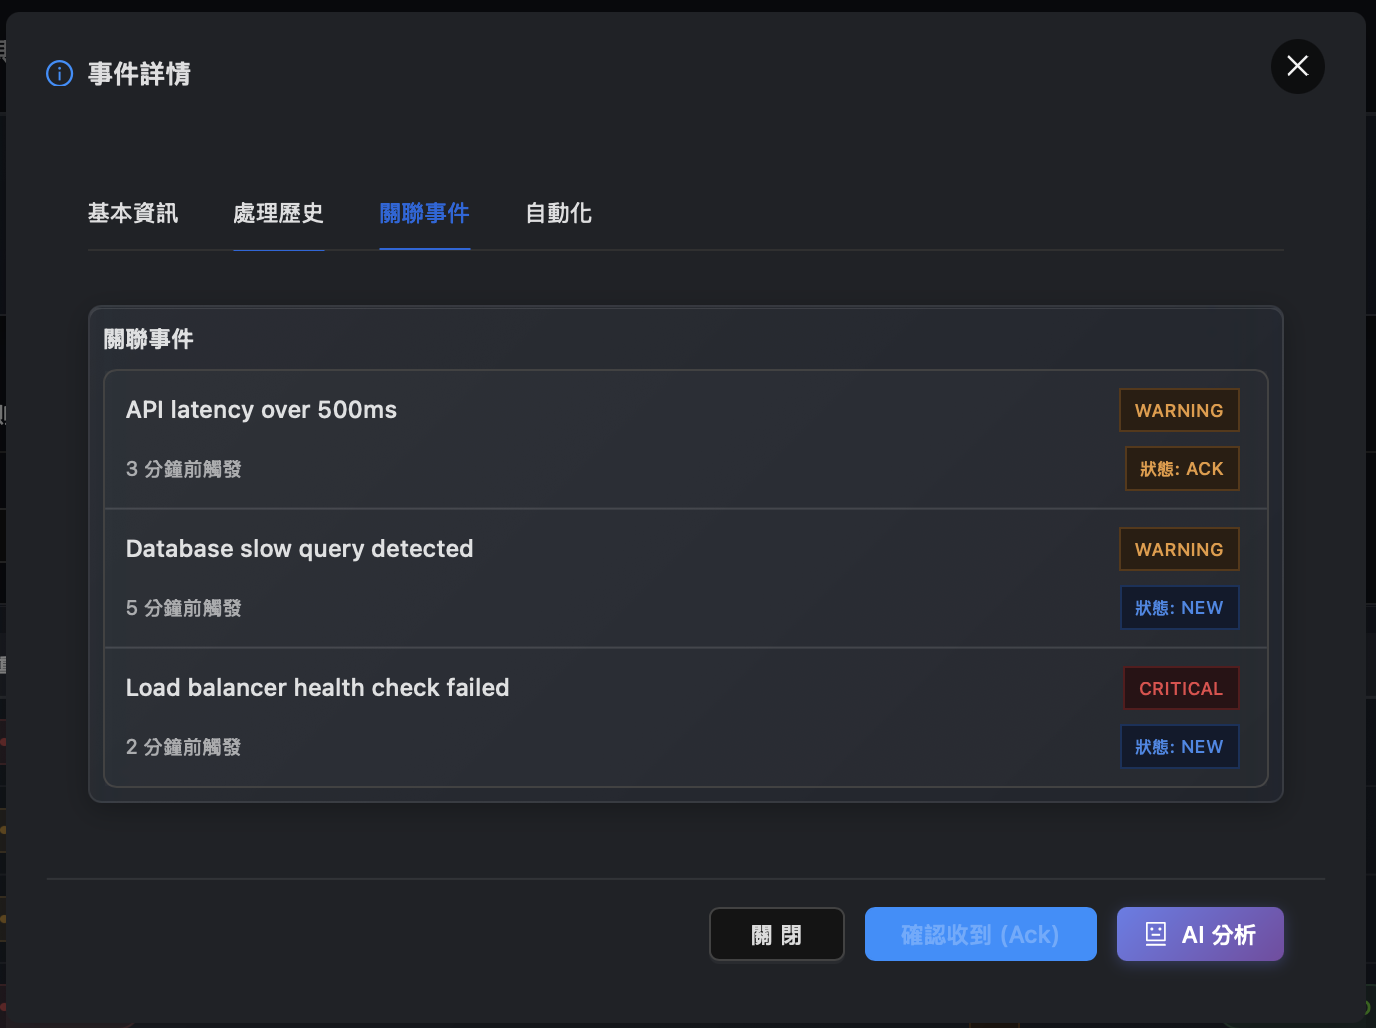 事件詳情
基本資訊 處理歷史 關聯事件 自動化
關聯事件
API latency over 500ms WARNING
3 分鐘前觸發 狀態: ACK
Database slow query detected WARNING
5 分鐘前觸發 狀態: NEW
Load balancer health check failed CRITICAL
2 分鐘前觸發 狀態: NEW
關 閉 確認收到 (Ack) AI 分析